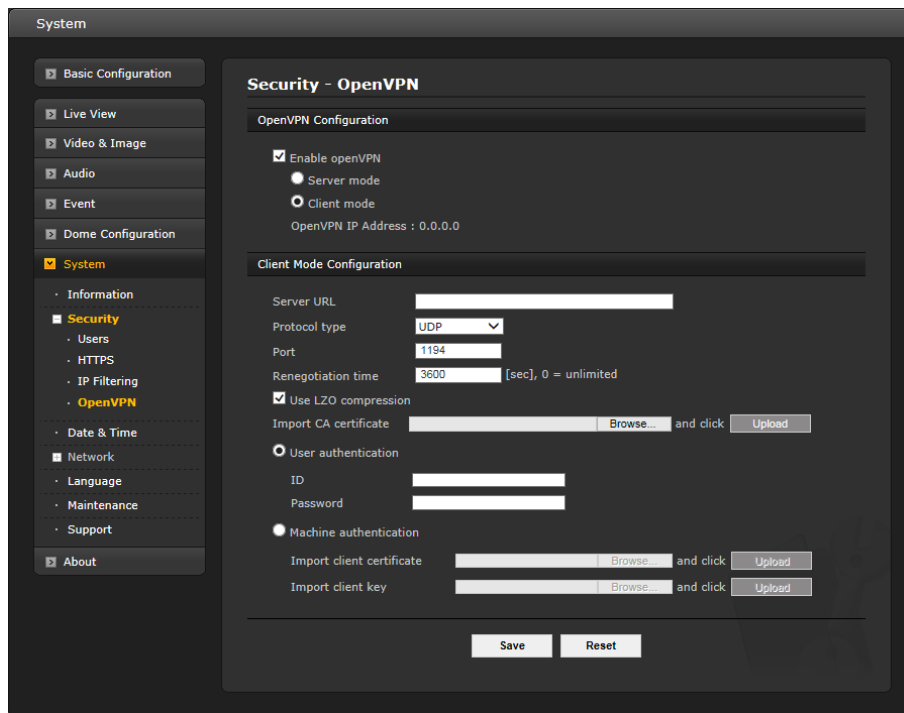 System
Basic Configuration
Live View
Video & Image
Audio
Event
Dome Configuration
System
· Information
Security
· Users
· HTTPS
· IP Filtering
· OpenVPN
· Date & Time
Network
· Language
· Maintenance
· Support
About
Security - OpenVPN
OpenVPN Configuration
Enable openVPN
Server mode
Client mode
OpenVPN IP Address : 0.0.0.0
Client Mode Configuration
Server URL
Protocol type UDP
Port 1194
Renegotiation time 3600 [sec], 0 = unlimited
Use LZO compression
Import CA certificate Browse... and click Upload
User authentication
ID
Password
Machine authentication
Import client certificate Browse... and click Upload
Import client key Browse... and click Upload
Save Reset